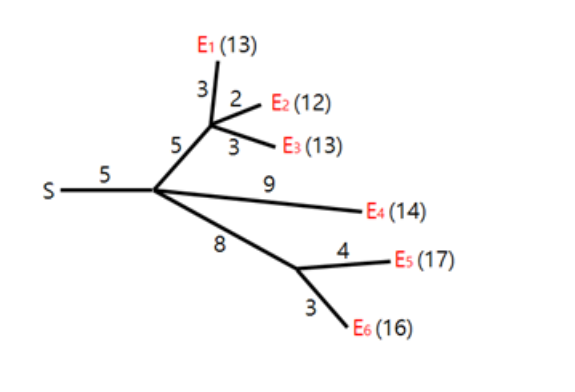 E₁ (13)
3
2
E₂ (12)
5
3
E₃ (13)
5
S
9
E₄ (14)
8
4
E₅ (17)
3
E₆ (16)